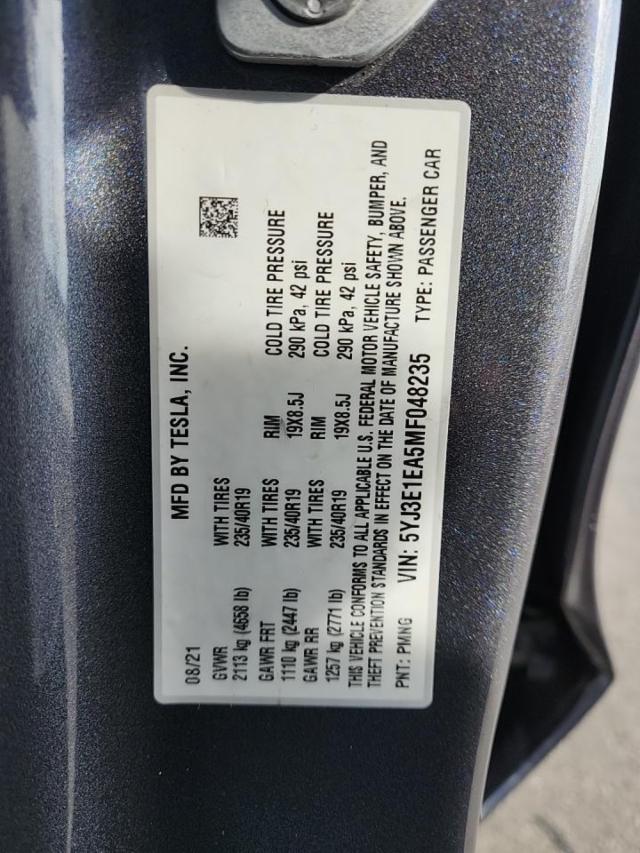 MFD BY TESLA, INC.
08/21
GVWR WITH TIRES
2113 kg (4658 lb) 235/40R19
GAWR FRT WITH TIRES RIM COLD TIRE PRESSURE
1110 kg (2447 lb) 235/40R19 19X8.5J 290 kPa, 42 psi
GAWR RR WITH TIRES RIM COLD TIRE PRESSURE
1257 kg (2771 lb) 235/40R19 19X8.5J 290 kPa, 42 psi
THIS VEHICLE CONFORMS TO ALL APPLICABLE U.S. FEDERAL MOTOR VEHICLE SAFETY, BUMPER, AND
THEFT PREVENTION STANDARDS IN EFFECT ON THE DATE OF MANUFACTURE SHOWN ABOVE.
PNT: PMNG VIN: 5YJ3E1EA5MF048235 TYPE: PASSENGER CAR